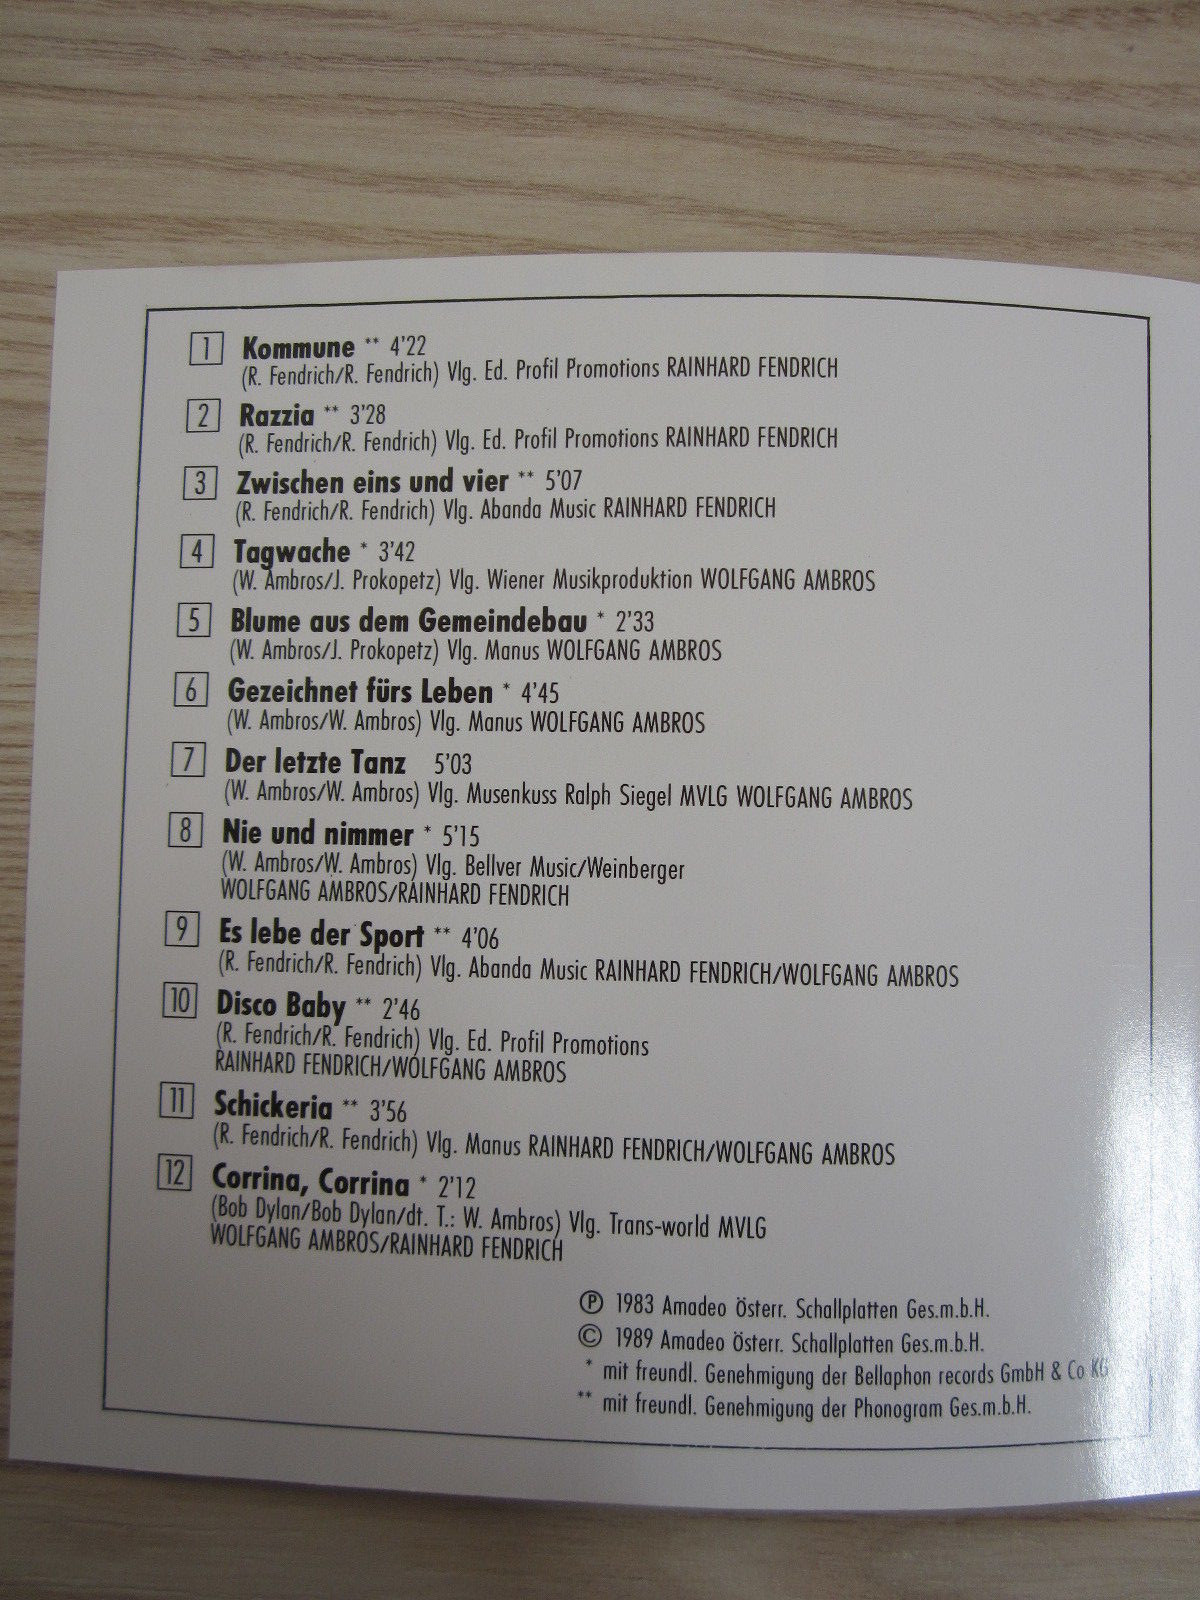 1 Kommune ** 4'22
(R. Fendrich/R. Fendrich) Vlg. Ed. Profil Promotions RAINHARD FENDRICH
2 Razzia ** 3'28
(R. Fendrich/R. Fendrich) Vlg. Ed. Profil Promotions RAINHARD FENDRICH
3 Zwischen eins und vier ** 5'07
(R. Fendrich/R. Fendrich) Vlg. Abanda Music RAINHARD FENDRICH
4 Tagwache * 3'42
(W. Ambros/J. Prokopetz) Vlg. Wiener Musikproduktion WOLFGANG AMBROS
5 Blume aus dem Gemeindebau * 2'33
(W. Ambros/J. Prokopetz) Vlg. Manus WOLFGANG AMBROS
6 Gezeichnet fürs Leben * 4'45
(W. Ambros/W. Ambros) Vlg. Manus WOLFGANG AMBROS
7 Der letzte Tanz 5'03
(W. Ambros/W. Ambros) Vlg. Musenkuss Ralph Siegel MVLG WOLFGANG AMBROS
8 Nie und nimmer * 5'15
(W. Ambros/W. Ambros) Vlg. Bellver Music/Weinberger
WOLFGANG AMBROS/RAINHARD FENDRICH
9 Es lebe der Sport ** 4'06
(R. Fendrich/R. Fendrich) Vlg. Abanda Music RAINHARD FENDRICH/WOLFGANG AMBROS
10 Disco Baby ** 2'46
(R. Fendrich/R. Fendrich) Vlg. Ed. Profil Promotions
RAINHARD FENDRICH/WOLFGANG AMBROS
11 Schickeria ** 3'56
(R. Fendrich/R. Fendrich) Vlg. Manus RAINHARD FENDRICH/WOLFGANG AMBROS
12 Corrina, Corrina * 2'12
(Bob Dylan/Bob Dylan/dt. T.: W. Ambros) Vlg. Trans-world MVLG
WOLFGANG AMBROS/RAINHARD FENDRICH
℗ 1983 Amadeo Österr. Schallplatten Ges.m.b.H.
© 1989 Amadeo Österr. Schallplatten Ges.m.b.H.
* mit freundl. Genehmigung der Bellaphon records GmbH & Co KG
** mit freundl. Genehmigung der Phonogram Ges.m.b.H.